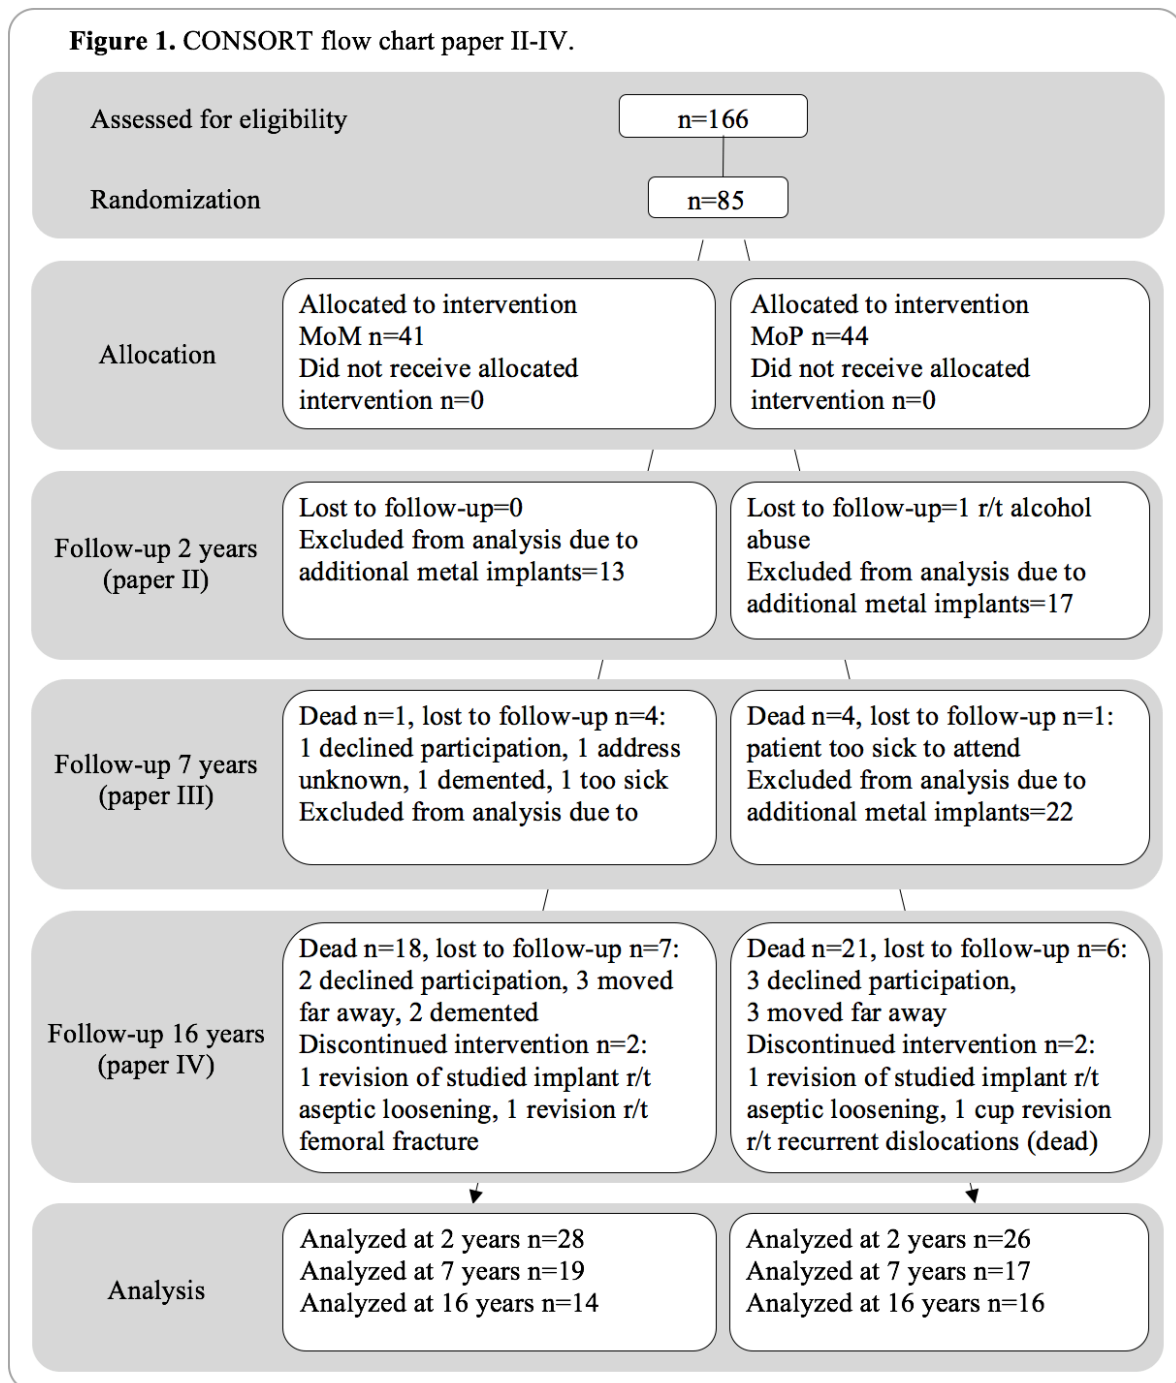 Figure 1. CONSORT flow chart paper II-IV.
Assessed for eligibility
n=166
Randomization
n=85
Allocation
Allocated to intervention
MoM n=41
Did not receive allocated
intervention n=0
Allocated to intervention
MoP n=44
Did not receive allocated
intervention n=0
Follow-up 2 years
(paper II)
Lost to follow-up=0
Excluded from analysis due to
additional metal implants=13
Lost to follow-up=1 r/t alcohol
abuse
Excluded from analysis due to
additional metal implants=17
Follow-up 7 years
(paper III)
Dead n=1, lost to follow-up n=4:
1 declined participation, 1 address
unknown, 1 demented, 1 too sick
Excluded from analysis due to
Dead n=4, lost to follow-up n=1:
patient too sick to attend
Excluded from analysis due to
additional metal implants=22
Follow-up 16 years
(paper IV)
Dead n=18, lost to follow-up n=7:
2 declined participation, 3 moved
far away, 2 demented
Discontinued intervention n=2:
1 revision of studied implant r/t
aseptic loosening, 1 revision r/t
femoral fracture
Dead n=21, lost to follow-up n=6:
3 declined participation,
3 moved far away
Discontinued intervention n=2:
1 revision of studied implant r/t
aseptic loosening, 1 cup revision
r/t recurrent dislocations (dead)
Analysis
Analyzed at 2 years n=28
Analyzed at 7 years n=19
Analyzed at 16 years n=14
Analyzed at 2 years n=26
Analyzed at 7 years n=17
Analyzed at 16 years n=16